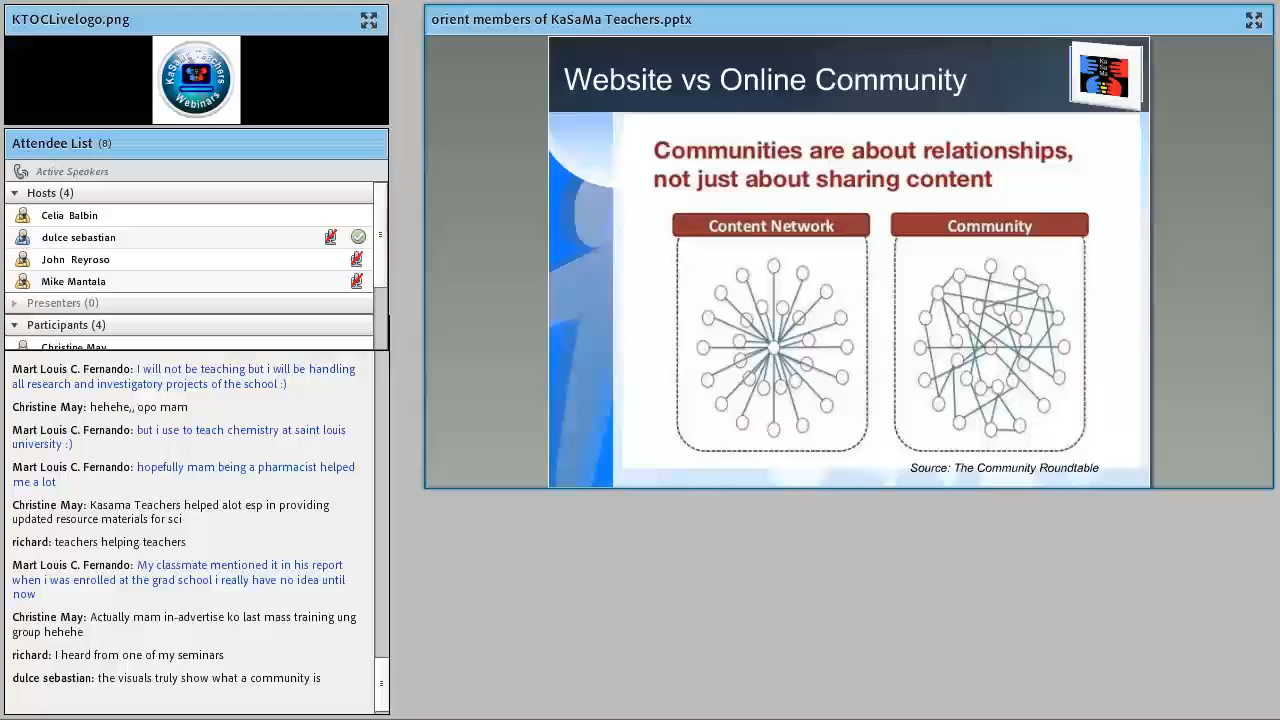 KTOCLivelogo.png
KaSaMa Teachers
Webinars
Attendee List (8)
Active Speakers
Hosts (4)
Celia Balbin
dulce sebastian
John Reyroso
Mike Mantala
Presenters (0)
Participants (4)
Christine May
Mart Louis C. Fernando: I will not be teaching but i will be handling
all research and investigatory projects of the school :)
Christine May: hehehe,, opo mam
Mart Louis C. Fernando: but i use to teach chemistry at saint louis
university :)
Mart Louis C. Fernando: hopefully mam being a pharmacist helped
me a lot
Christine May: Kasama Teachers helped alot esp in providing
updated resource materials for sci
richard: teachers helping teachers
Mart Louis C. Fernando: My classmate mentioned it in his report
when i was enrolled at the grad school i really have no idea until
now
Christine May: Actually mam in-advertise ko last mass training ung
group hehehe
richard: I heard from one of my seminars
dulce sebastian: the visuals truly show what a community is
orient members of KaSaMa Teachers.pptx
Website vs Online Community
Communities are about relationships,
not just about sharing content
Content Network
Community
Source: The Community Roundtable